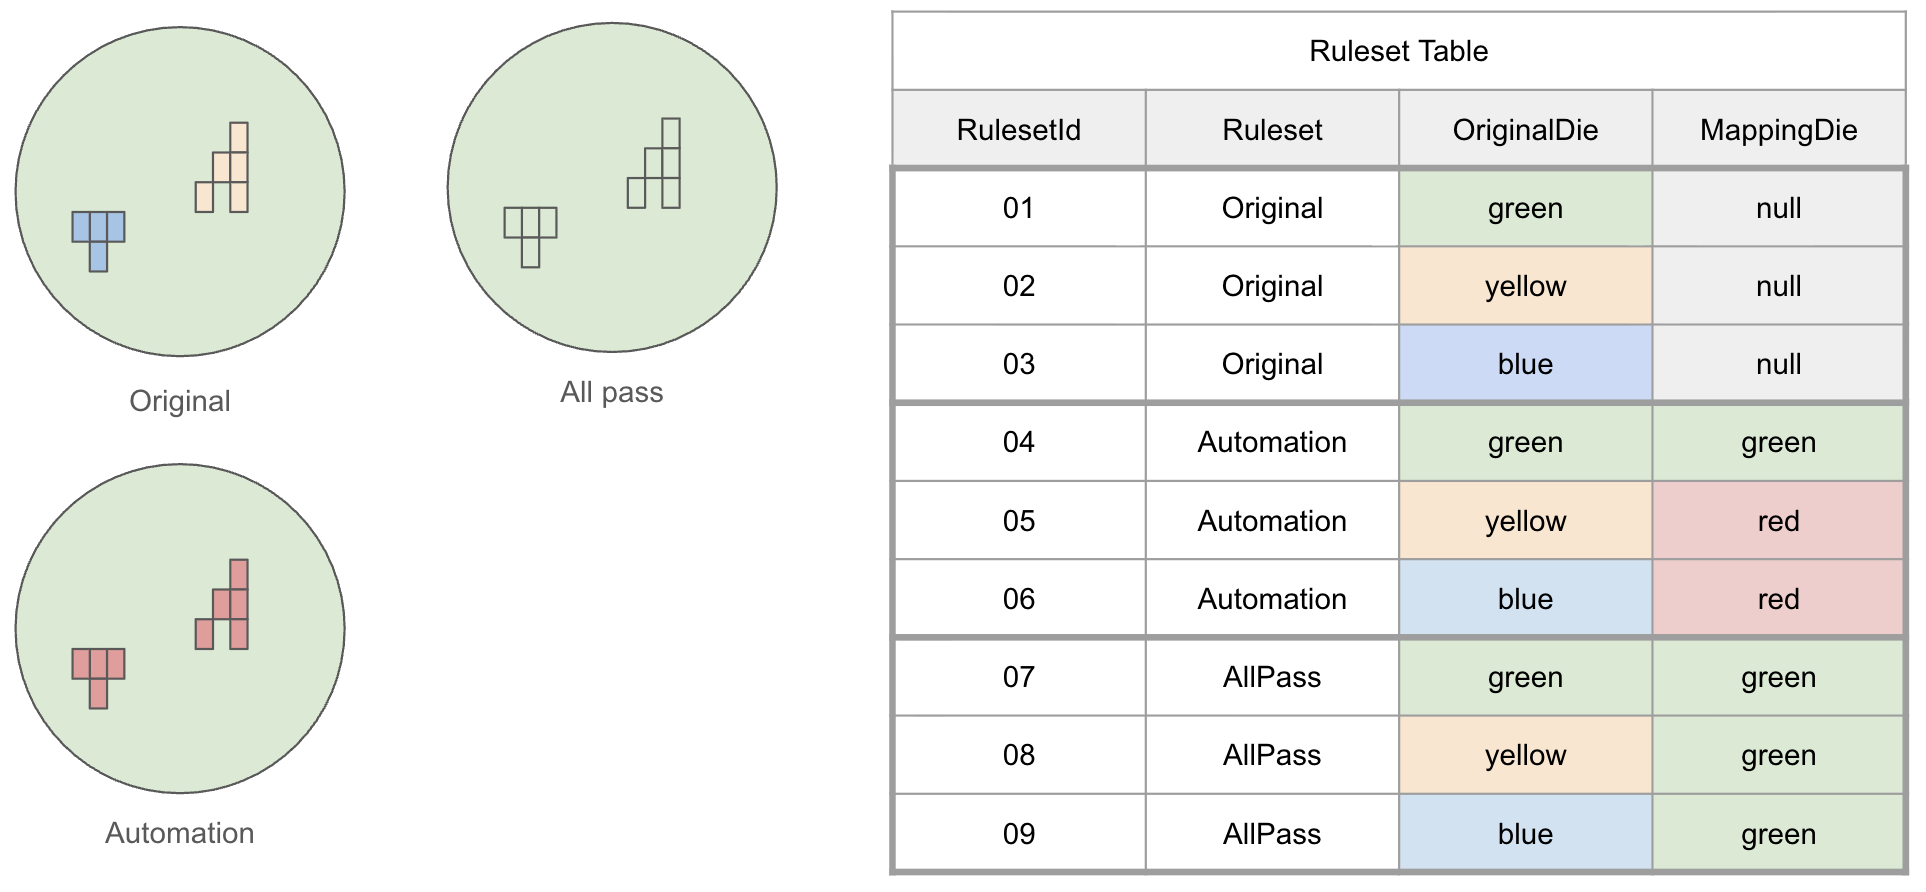 Original
All pass
Automation
Ruleset Table
RulesetId Ruleset OriginalDie MappingDie
01 Original green null
02 Original yellow null
03 Original blue null
04 Automation green green
05 Automation yellow red
06 Automation blue red
07 AllPass green green
08 AllPass yellow green
09 AllPass blue green